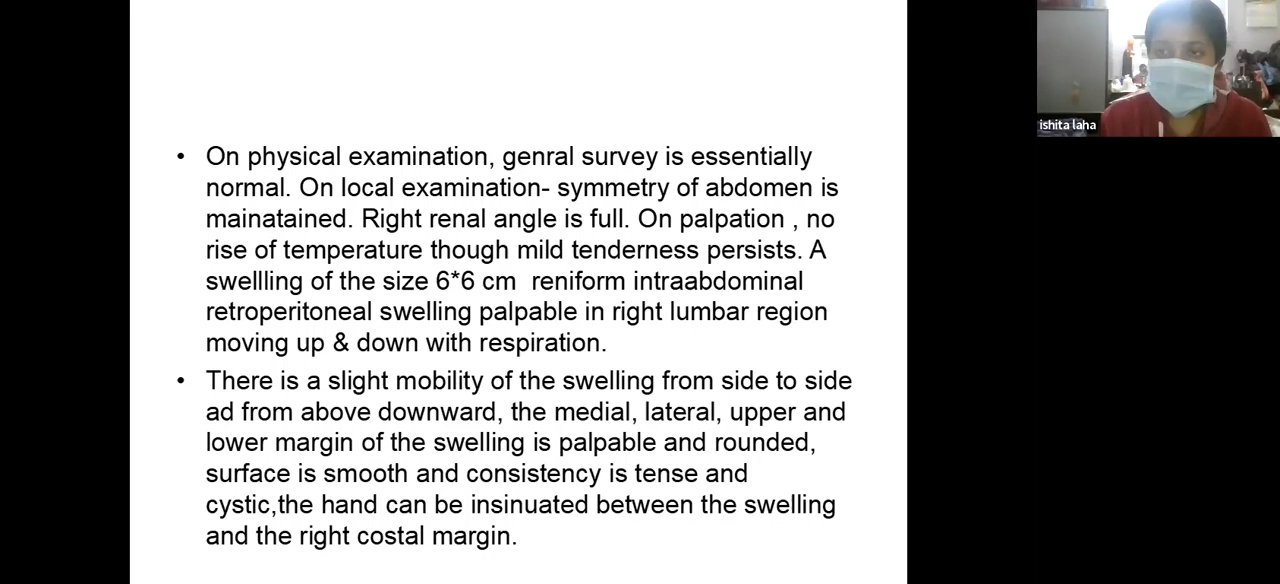 • On physical examination, genral survey is essentially
normal. On local examination- symmetry of abdomen is
mainatained. Right renal angle is full. On palpation , no
rise of temperature though mild tenderness persists. A
swellling of the size 6*6 cm  reniform intraabdominal
retroperitoneal swelling palpable in right lumbar region
moving up & down with respiration.
• There is a slight mobility of the swelling from side to side
ad from above downward, the medial, lateral, upper and
lower margin of the swelling is palpable and rounded,
surface is smooth and consistency is tense and
cystic,the hand can be insinuated between the swelling
and the right costal margin.
ishita laha